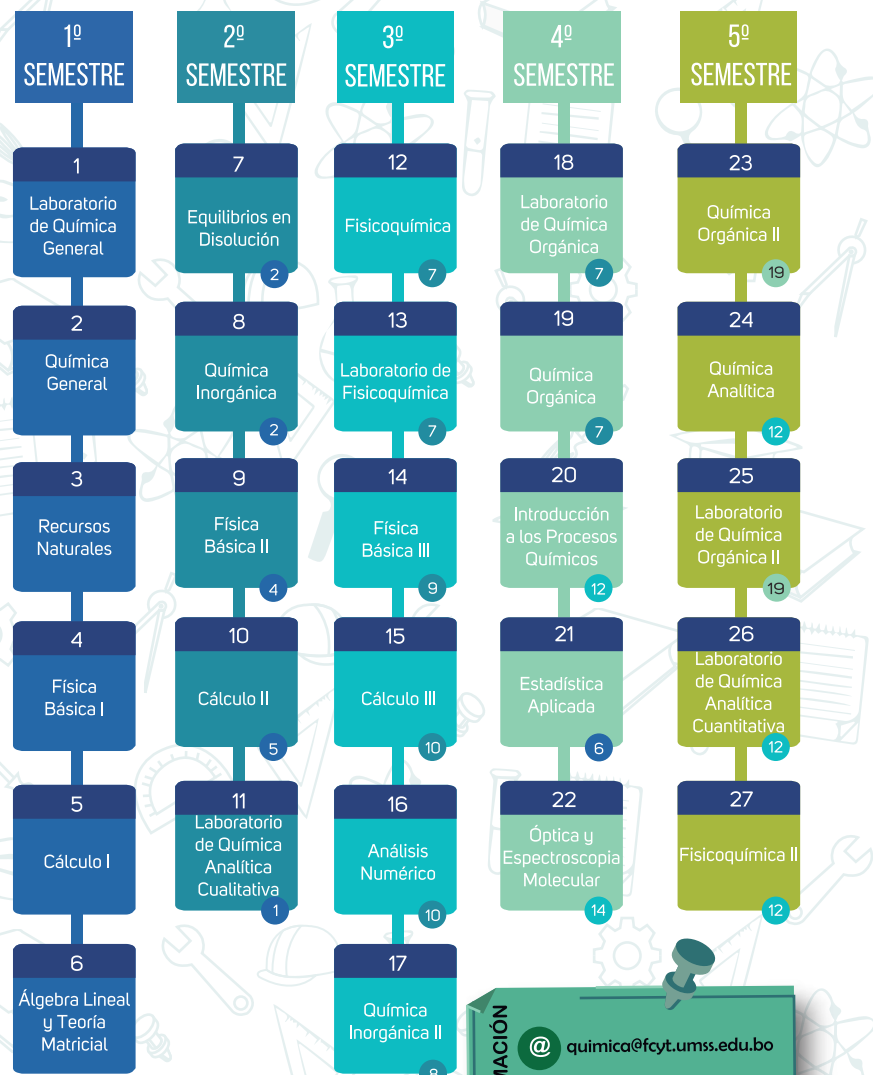 1º
SEMESTRE
1
Laboratorio
de Química
General
2
Química
General
3
Recursos
Naturales
4
Física
Básica I
5
Cálculo I
6
Álgebra Lineal
y Teoría
Matricial
2º
SEMESTRE
7
Equilibrios en
Disolución
2
8
Química
Inorgánica
2
9
Física
Básica II
4
10
Cálculo II
5
11
Laboratorio
de Química
Analítica
Cualitativa
1
3º
SEMESTRE
12
Fisicoquímica
7
13
Laboratorio de
Fisicoquímica
7
14
Física
Básica III
9
15
Cálculo III
10
16
Análisis
Numérico
10
17
Química
Inorgánica II
8
4º
SEMESTRE
18
Laboratorio
de Química
Orgánica
7
19
Química
Orgánica
7
20
Introducción
a los Procesos
Químicos
12
21
Estadística
Aplicada
6
22
Óptica y
Espectroscopia
Molecular
14
5º
SEMESTRE
23
Química
Orgánica II
19
24
Química
Analítica
12
25
Laboratorio
de Química
Orgánica II
19
26
Laboratorio
de Química
Analítica
Cuantitativa
12
27
Fisicoquímica II
12
MACIÓN
@ quimica@fcyt.umss.edu.bo